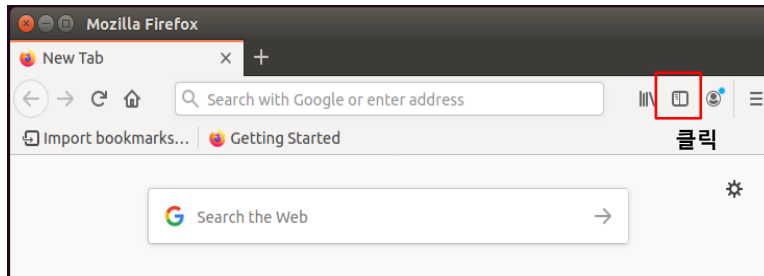 Mozilla Firefox
New Tab
Search with Google or enter address
Import bookmarks... Getting Started
클릭
Search the Web